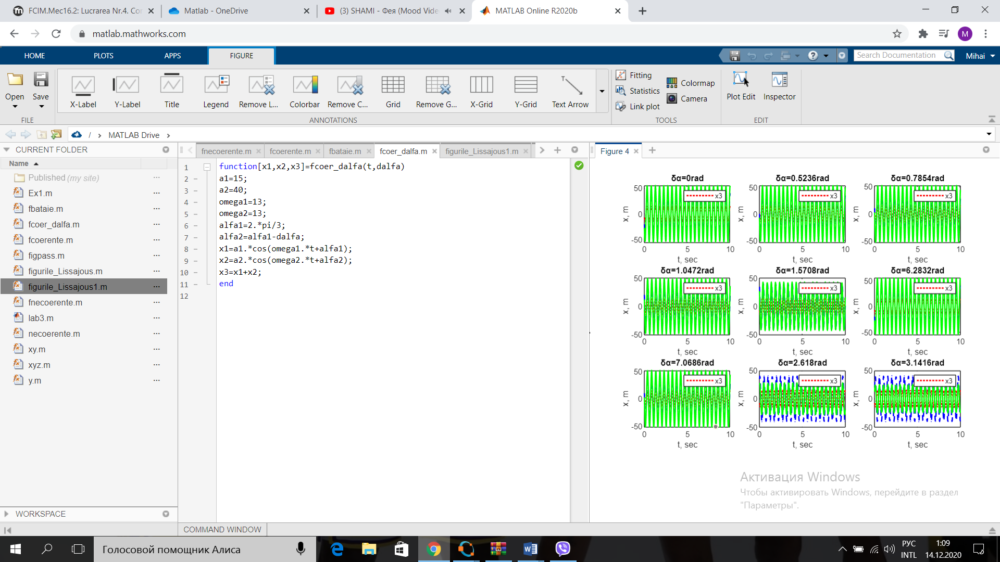 FCIM.Mec16.2: Lucrarea Nr.4. Cor
Matlab - OneDrive
(3) SHAMI - Фея (Mood Vide
MATLAB Online R2020b
matlab.mathworks.com
M
HOME
PLOTS
APPS
FIGURE
Search Documentation
Mihai
Open
Save
X-Label
Y-Label
Title
Legend
Remove L...
Colorbar
Remove C...
Grid
Remove G...
X-Grid
Y-Grid
Text Arrow
Fitting
Statistics
Link plot
Colormap
Camera
Plot Edit
Inspector
FILE
ANNOTATIONS
TOOLS
EDIT
/ › MATLAB Drive ›
CURRENT FOLDER
Name
Published (my site)
Ex1.m
fbataie.m
fcoer_dalfa.m
fcoerente.m
figpass.m
figurile_Lissajous.m
figurile_Lissajous1.m
fnecoerente.m
lab3.m
necoerente.m
xy.m
xyz.m
y.m
WORKSPACE
fnecoerente.m
fcoerente.m
fbataie.m
fcoer_dalfa.m
figurile_Lissajous1.m
1 function[x1,x2,x3]=fcoer_dalfa(t,dalfa)
2 – a1=15;
3 – a2=40;
4 – omega1=13;
5 – omega2=13;
6 – alfa1=2.*pi/3;
7 – alfa2=alfa1-dalfa;
8 – x1=a1.*cos(omega1.*t+alfa1);
9 – x2=a2.*cos(omega2.*t+alfa2);
10 – x3=x1+x2;
11 – end
12
COMMAND WINDOW
Figure 4
δα=0rad
50
0
-50
x, m
x3
0 5 10
t, sec
δα=0.5236rad
50
0
-50
x, m
x3
0 5 10
t, sec
δα=0.7854rad
50
0
-50
x, m
x3
0 5 10
t, sec
δα=1.0472rad
50
0
-50
x, m
x3
0 5 10
t, sec
δα=1.5708rad
50
0
-50
x, m
x3
0 5 10
t, sec
δα=6.2832rad
50
0
-50
x, m
x3
0 5 10
t, sec
δα=7.0686rad
50
0
-50
x, m
x3
0 5 10
t, sec
δα=2.618rad
50
0
-50
x, m
x3
0 5 10
t, sec
δα=3.1416rad
50
0
-50
x, m
x3
0 5 10
t, sec
Активация Windows
Чтобы активировать Windows, перейдите в раздел
"Параметры".
Голосовой помощник Алиса
РУС
INTL
1:09
14.12.2020